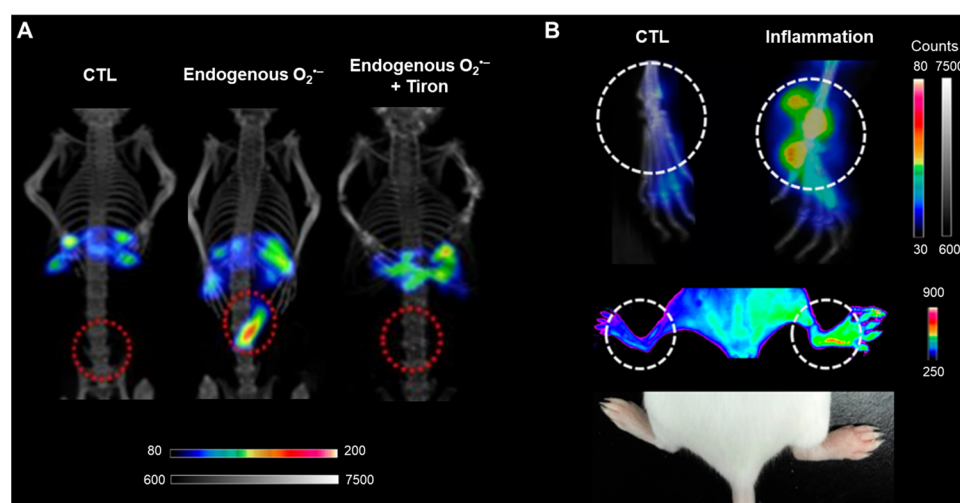 A
CTL
Endogenous O₂•–
Endogenous O₂•–
+ Tiron
80
200
600
7500
B
CTL
Inflammation
Counts
80 7500
30 600
900
250